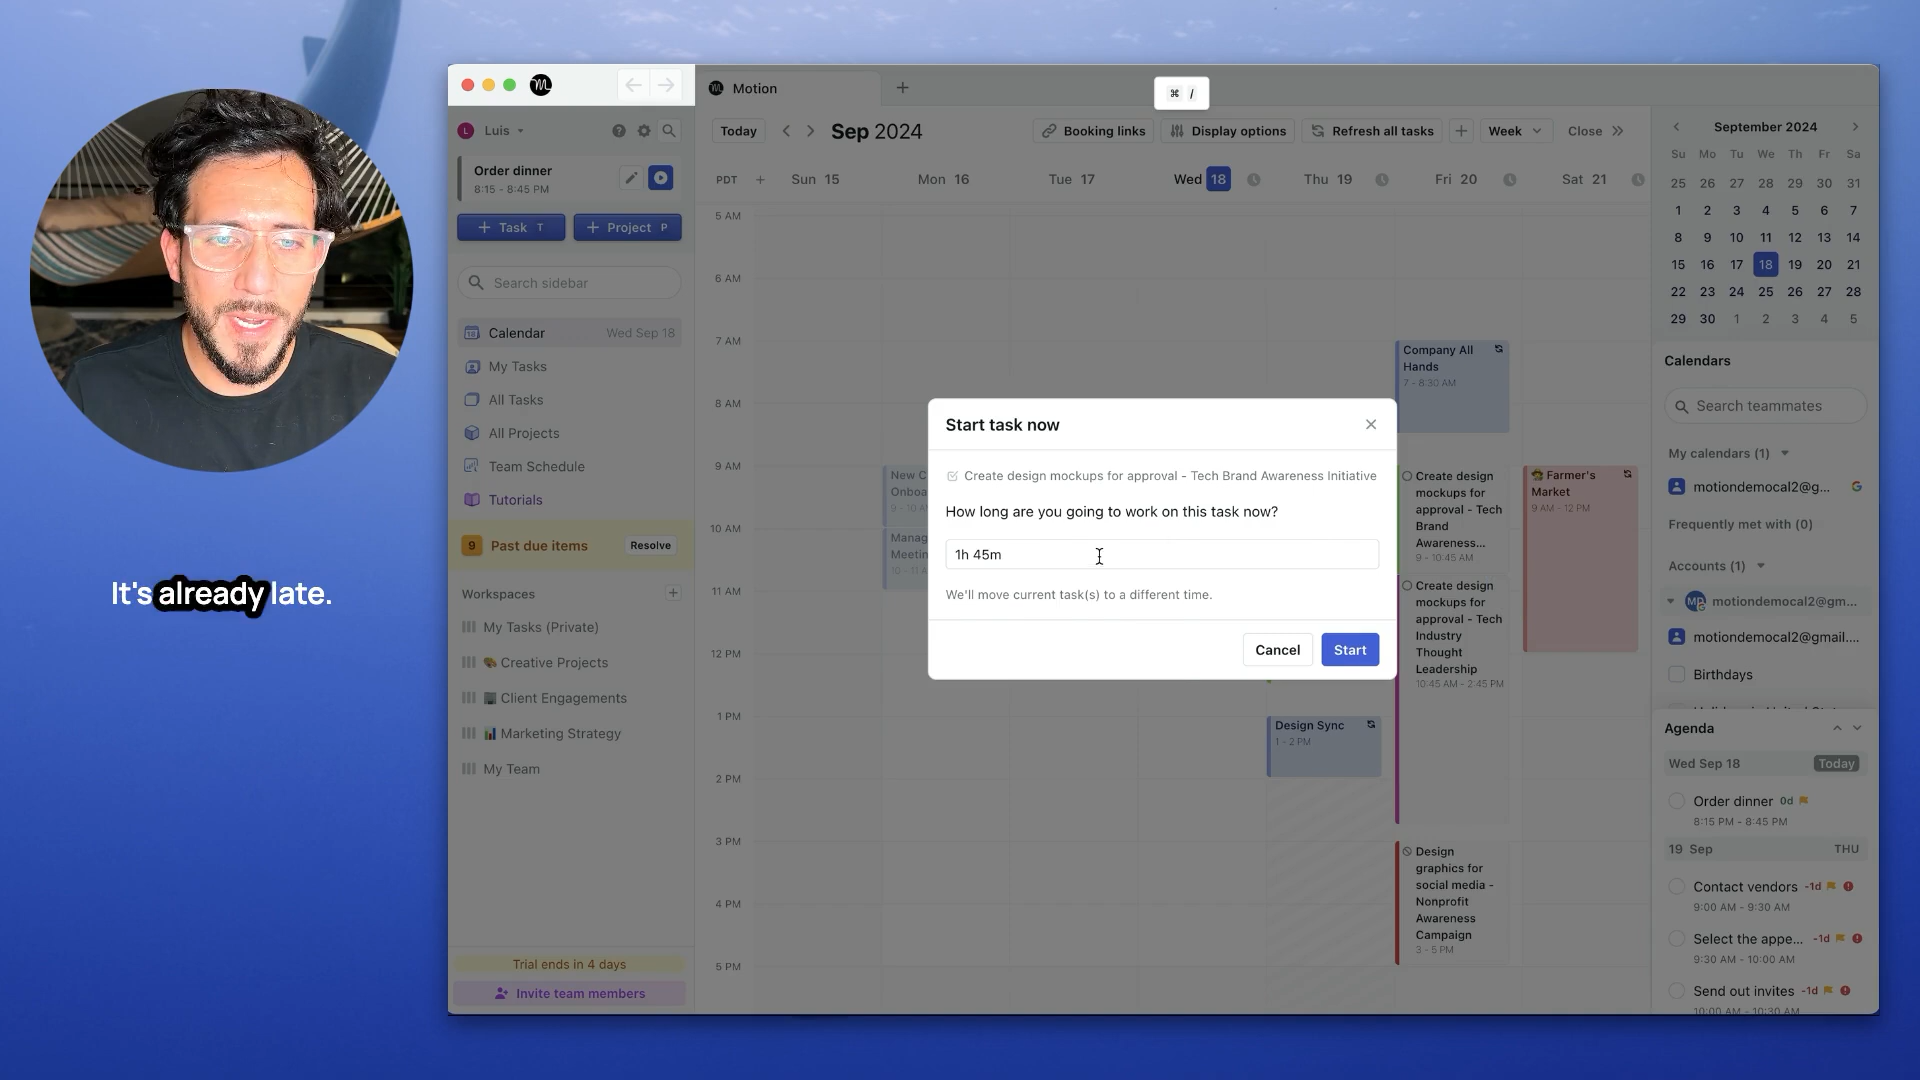 It's already late.
Motion
⌘ /
L Luis
Order dinner
8:15 - 8:45 PM
+ Task T
+ Project P
Search sidebar
Calendar Wed Sep 18
My Tasks
All Tasks
All Projects
Team Schedule
Tutorials
9 Past due items Resolve
Workspaces
My Tasks (Private)
Creative Projects
Client Engagements
Marketing Strategy
My Team
Trial ends in 4 days
Invite team members
Today
Sep 2024
Booking links
Display options
Refresh all tasks
Week
Close
PDT + Sun 15 Mon 16 Tue 17 Wed 18 Thu 19 Fri 20 Sat 21
5 AM
6 AM
7 AM
8 AM
9 AM
10 AM
11 AM
12 PM
1 PM
2 PM
3 PM
4 PM
5 PM
New C
Onboa
9 - 10 A
Manag
Meetin
10 - 11 A
Start task now
Create design mockups for approval - Tech Brand Awareness Initiative
How long are you going to work on this task now?
1h 45m
We'll move current task(s) to a different time.
Cancel
Start
Design Sync
1 - 2 PM
Company All
Hands
7 - 8:30 AM
Create design
mockups for
approval - Tech
Brand
Awareness...
9 - 10:45 AM
Create design
mockups for
approval - Tech
Industry
Thought
Leadership
10:45 AM - 2:45 PM
Design
graphics for
social media -
Nonprofit
Awareness
Campaign
3 - 5 PM
Farmer's
Market
9 AM - 12 PM
September 2024
Su Mo Tu We Th Fr Sa
25 26 27 28 29 30 31
1 2 3 4 5 6 7
8 9 10 11 12 13 14
15 16 17 18 19 20 21
22 23 24 25 26 27 28
29 30 1 2 3 4 5
Calendars
Search teammates
My calendars (1)
motiondemocal2@g...
Frequently met with (0)
Accounts (1)
motiondemocal2@gm...
motiondemocal2@gmail....
Birthdays
Agenda
Wed Sep 18 Today
Order dinner 0d
8:15 PM - 8:45 PM
19 Sep THU
Contact vendors -1d
9:00 AM - 9:30 AM
Select the appe... -1d
9:30 AM - 10:00 AM
Send out invites -1d
10:00 AM - 10:30 AM